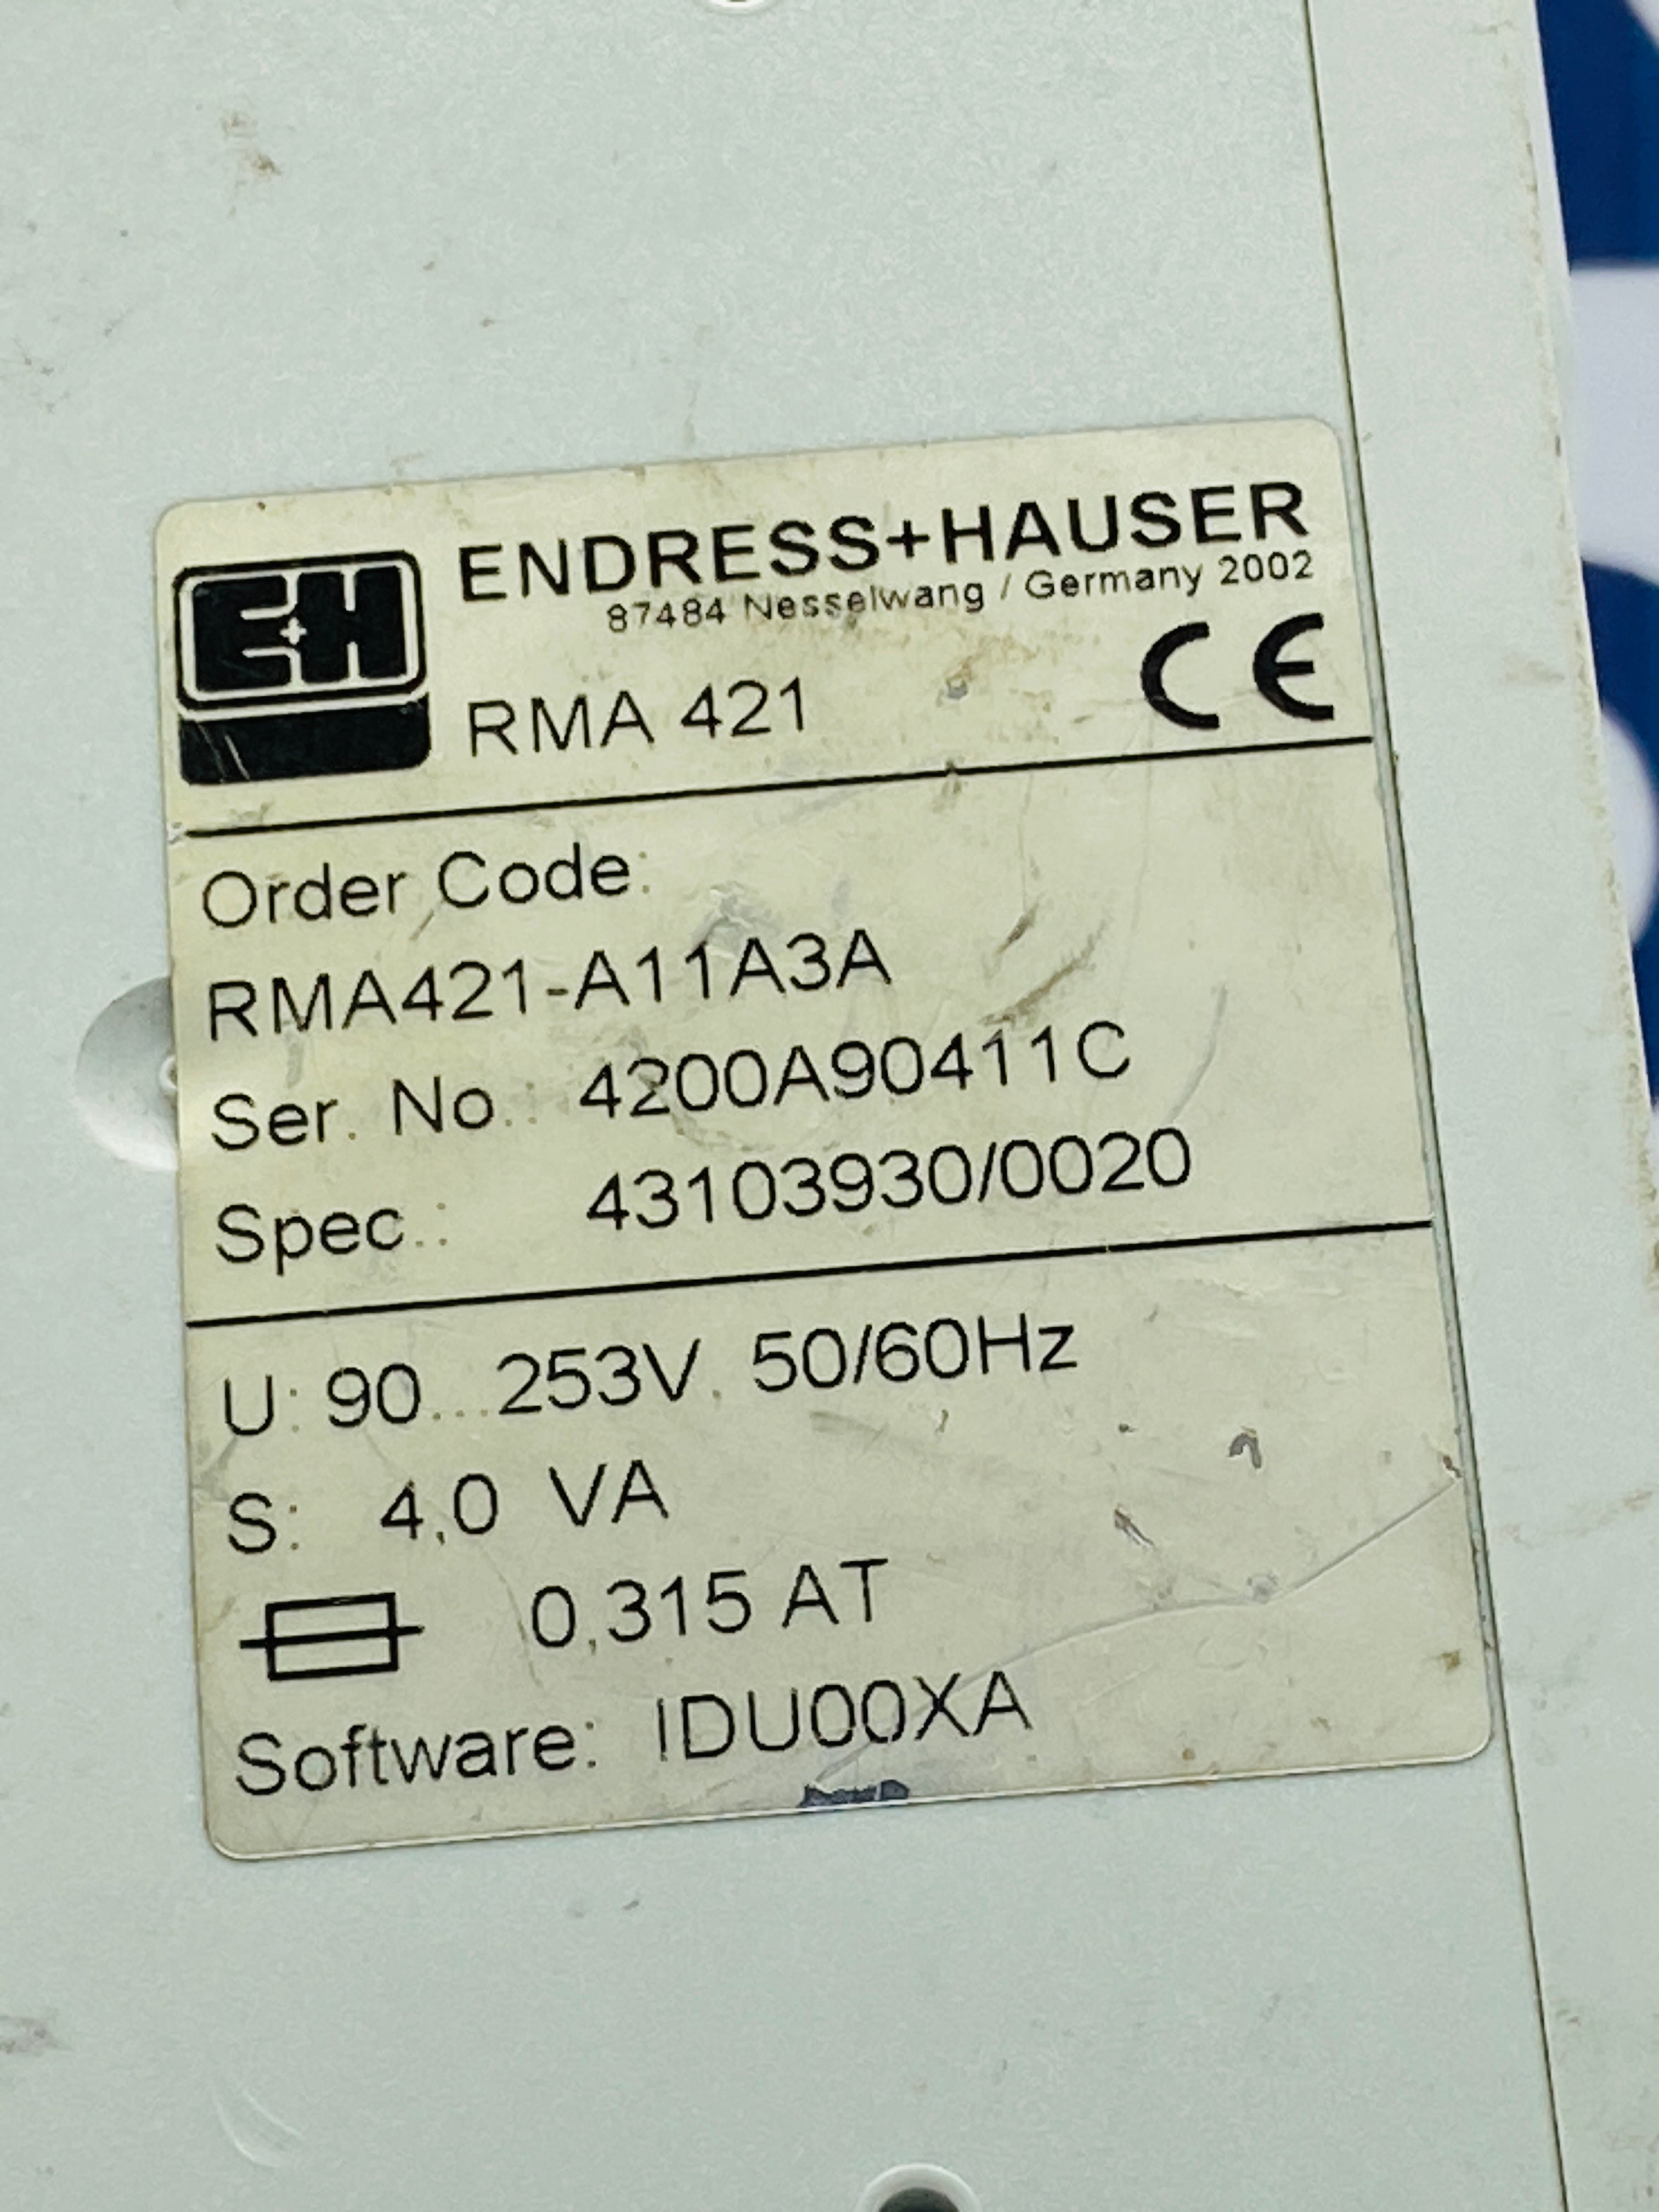 E+H
ENDRESS+HAUSER
87484 Nesselwang / Germany 2002
RMA 421
CE
Order Code:
RMA421-A11A3A
Ser. No.: 4200A90411C
Spec.: 43103930/0020
U: 90...253V, 50/60Hz
S: 4,0 VA
0,315 AT
Software: IDU00XA